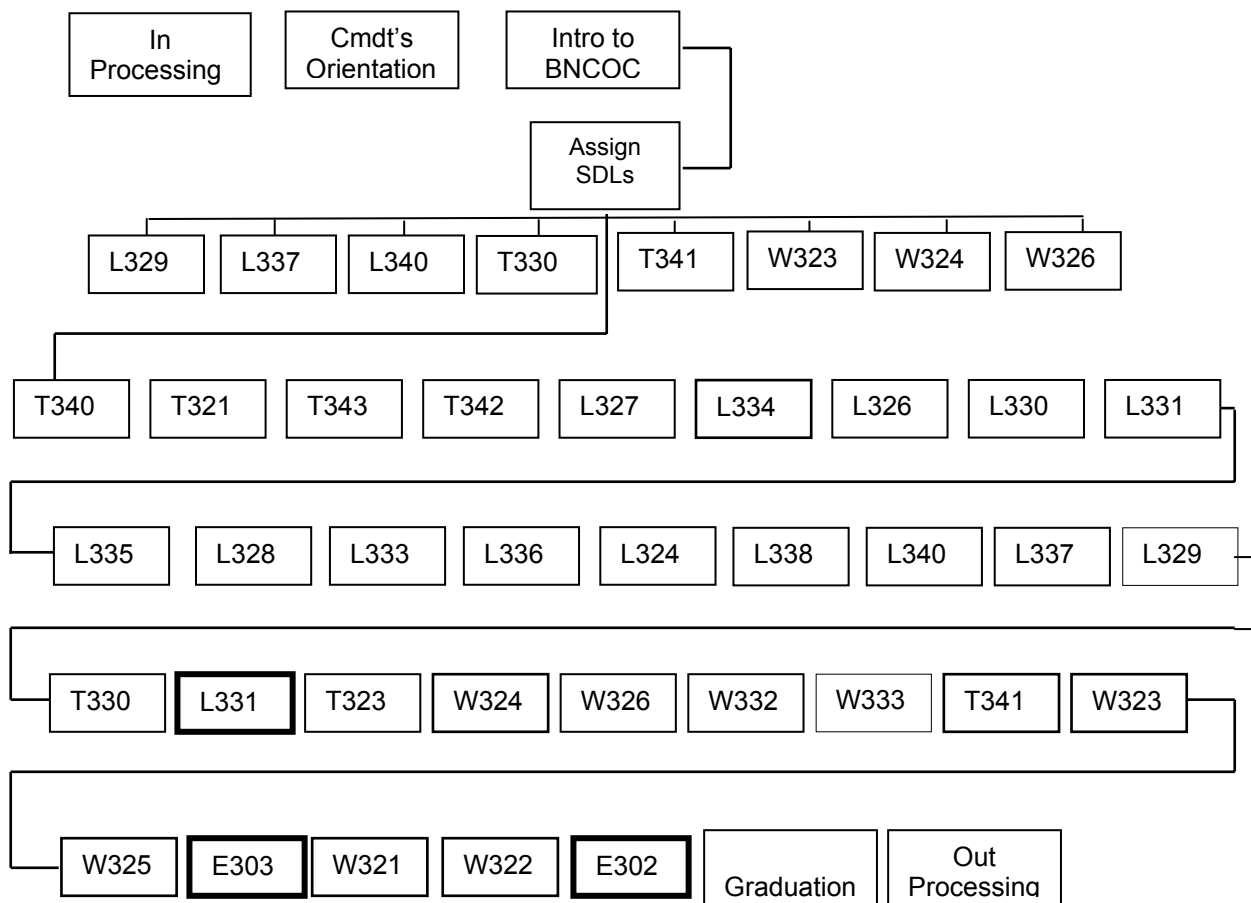 In
Processing
Cmdt's
Orientation
Intro to
BNCOC
Assign
SDLs
L329
L337
L340
T330
T341
W323
W324
W326
T340
T321
T343
T342
L327
L334
L326
L330
L331
L335
L328
L333
L336
L324
L338
L340
L337
L329
T330
L331
T323
W324
W326
W332
W333
T341
W323
W325
E303
W321
W322
E302
Graduation
Out
Processing